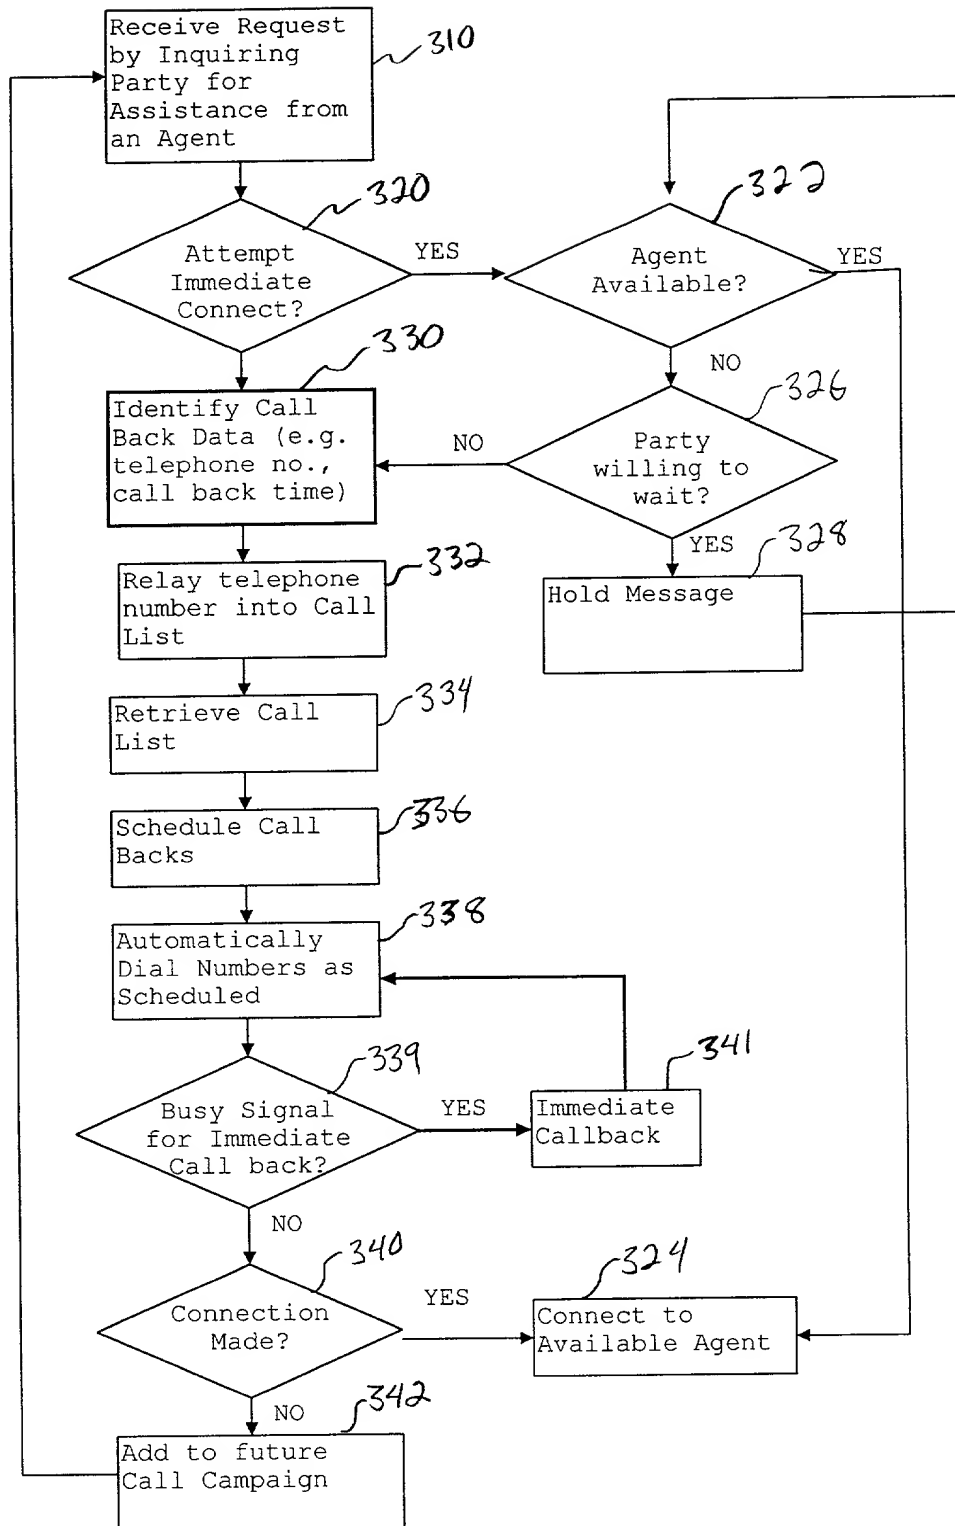 Receive Request
by Inquiring
Party for
Assistance from
an Agent
310
320
Attempt
Immediate
Connect?
YES
322
Agent
Available?
YES
NO
330
Identify Call
Back Data (e.g.
telephone no.,
call back time)
NO
326
Party
willing to
wait?
YES
328
Hold Message
332
Relay telephone
number into Call
List
334
Retrieve Call
List
336
Schedule Call
Backs
338
Automatically
Dial Numbers as
Scheduled
339
Busy Signal
for Immediate
Call back?
YES
341
Immediate
Callback
NO
340
Connection
Made?
YES
324
Connect to
Available Agent
NO
342
Add to future
Call Campaign